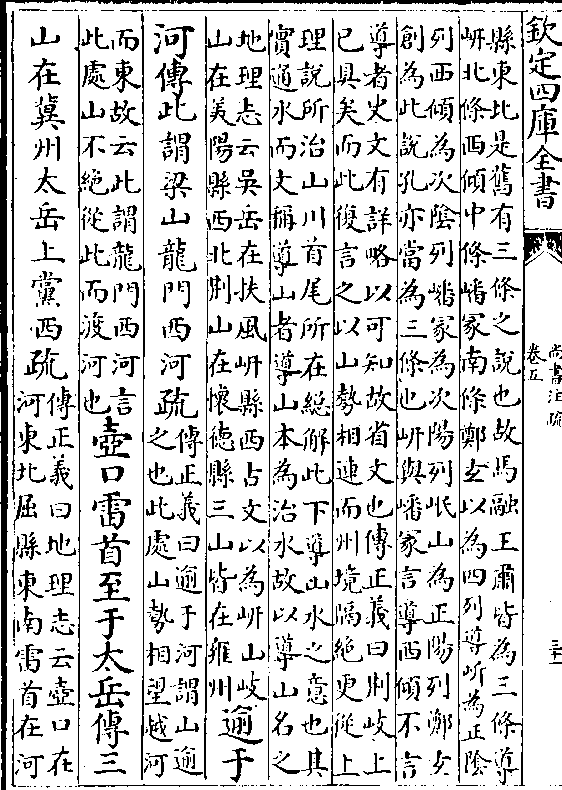 欽定四庫全書
尚書注疏
卷五
縣東北是舊有三條之說也故馬融王肅皆為三條導
岍北條西傾中條嶓冢南條鄭玄以為四列導岍為正陰
列西傾為次陰列嶓冢為次陽列岷山為正陽列鄭玄
創為此說孔亦當為三條也岍與嶓冢言導西傾不言
導者史文有詳略以可知故省文也傳正義曰荊岐上
已具矣而此復言之以山勢相連而州境隔絕更從上
理說所治山川首尾所在總解此下導山水之意也其
實通水而文稱導山者導山本為治水故以導山名之
地理志云吳岳在扶風岍縣西古文以為岍山岐
山在美陽縣西北荊山在懷德縣三山皆在雍州
逾于
河傳此謂梁山龍門西河疏
傳正義曰逾于河謂山逾
之也此處山勢相望越河
而東故云此謂龍門西河言
此處山不絕從此而渡河也
壺口雷首至于太岳傳三
山在冀州太岳上黨西疏
傳正義曰地理志云壺口在
河東北屈縣東南雷首在河